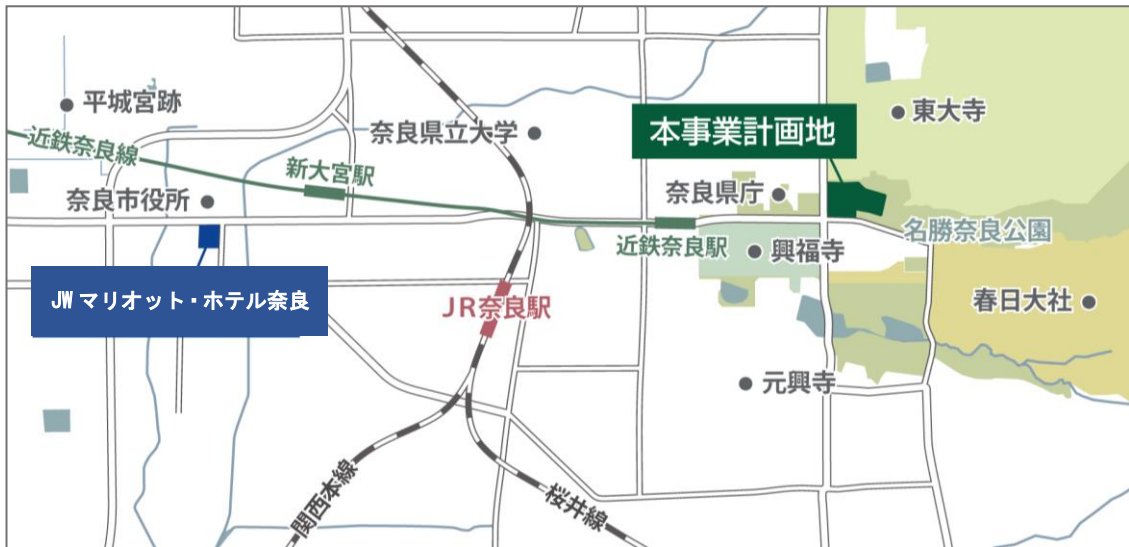 平城宮跡
東大寺
本事業計画地
奈良県立大学
近鉄奈良線
新大宮駅
奈良市役所
奈良県庁
名勝奈良公園
近鉄奈良駅
興福寺
JW マリオット・ホテル奈良
JR奈良駅
春日大社
元興寺
関西本線
桜井線